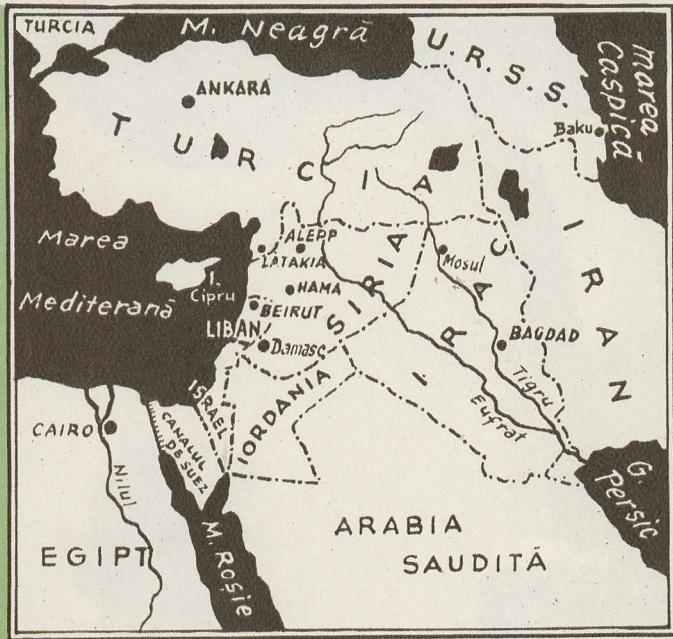 TURCIA
M. Neagră
U.R.S.S.
marea
Caspică
ANKARA
Baku
TURCIA
IRAN
Marea
Mediterană
I.
Cipru
ALEPP
LATAKIA
HAMA
BEIRUT
LIBAN
Damasc
SIRIA
Mosul
IRAC
BAGDAD
Tigru
Eufrat
ISRAEL
IORDANIA
CAIRO
CANALUL
DE SUEZ
Nilul
G.
Persic
M. Roșie
EGIPT
ARABIA
SAUDITĂ